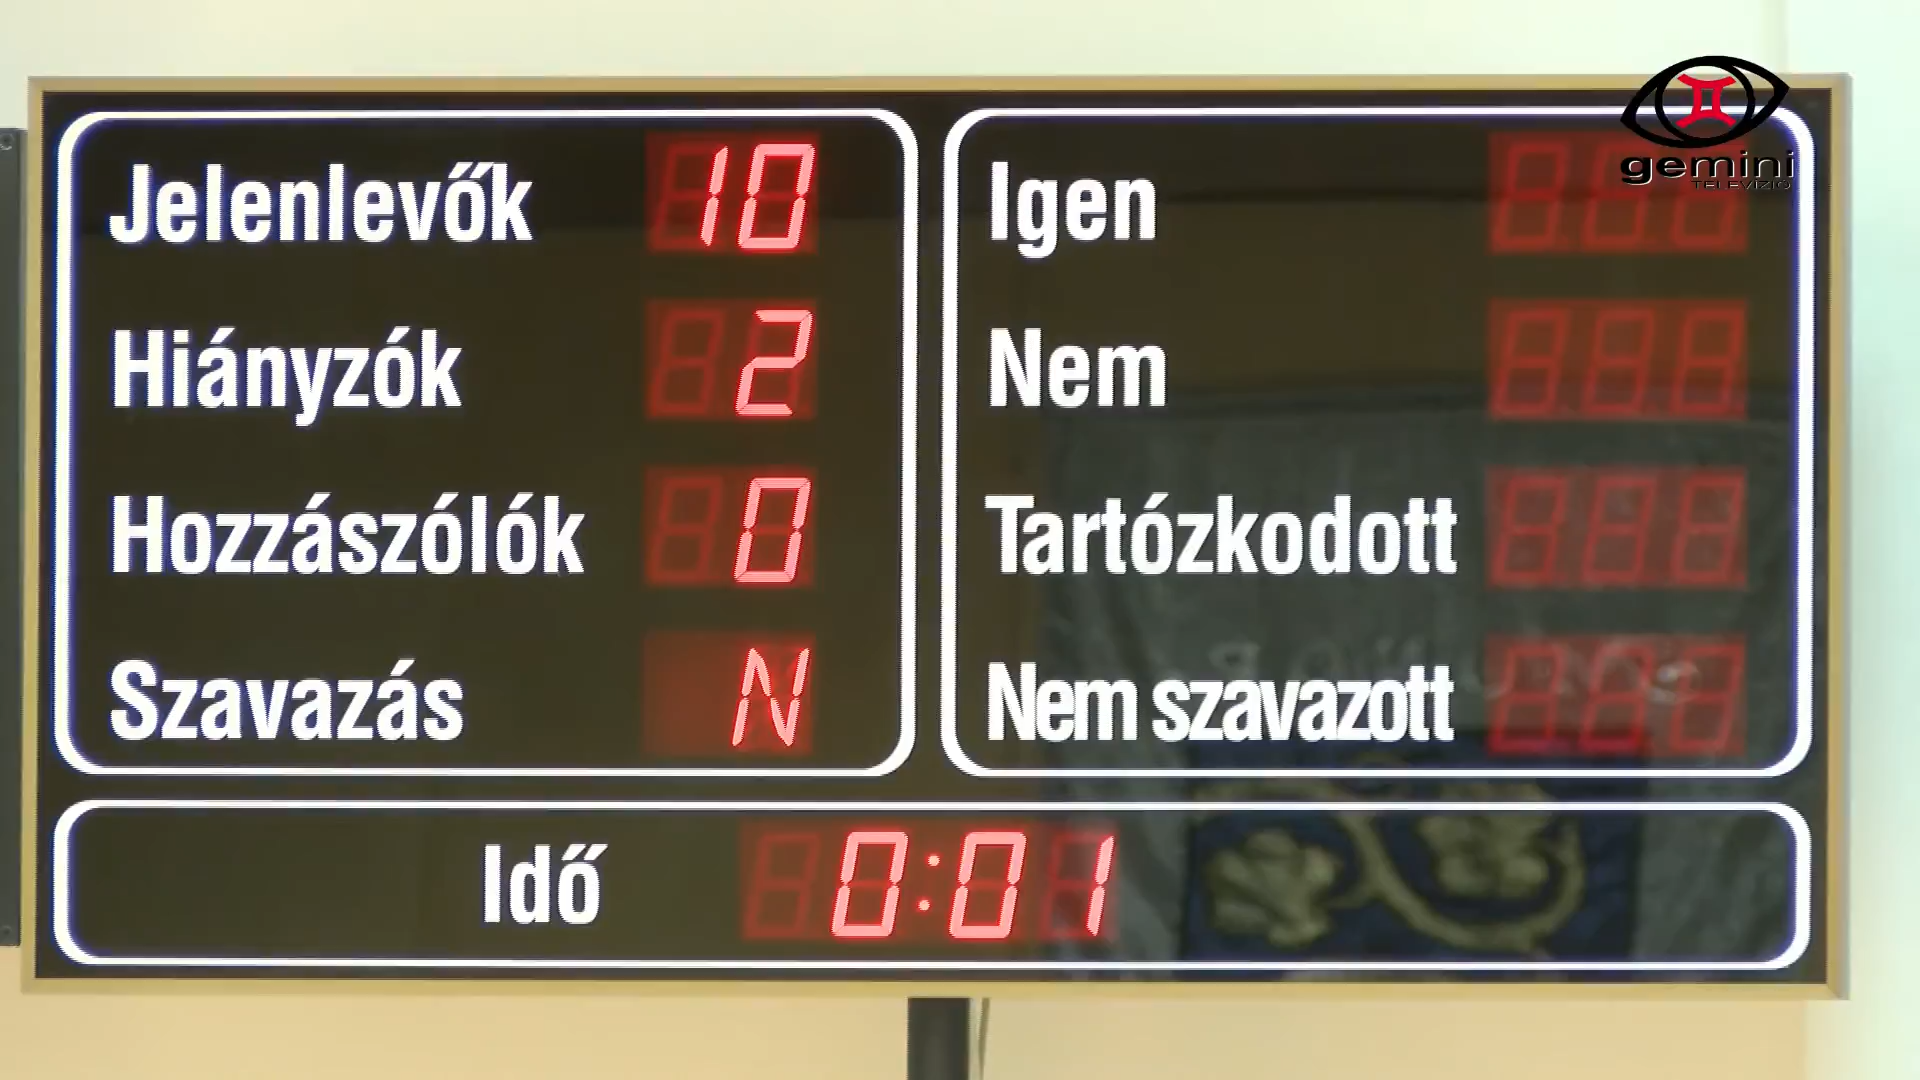 gemini
TELEVÍZIÓ
Jelenlevők 10
Hiányzók 2
Hozzászólók 0
Szavazás N
Igen
Nem
Tartózkodott
Nem szavazott
Idő 0:01